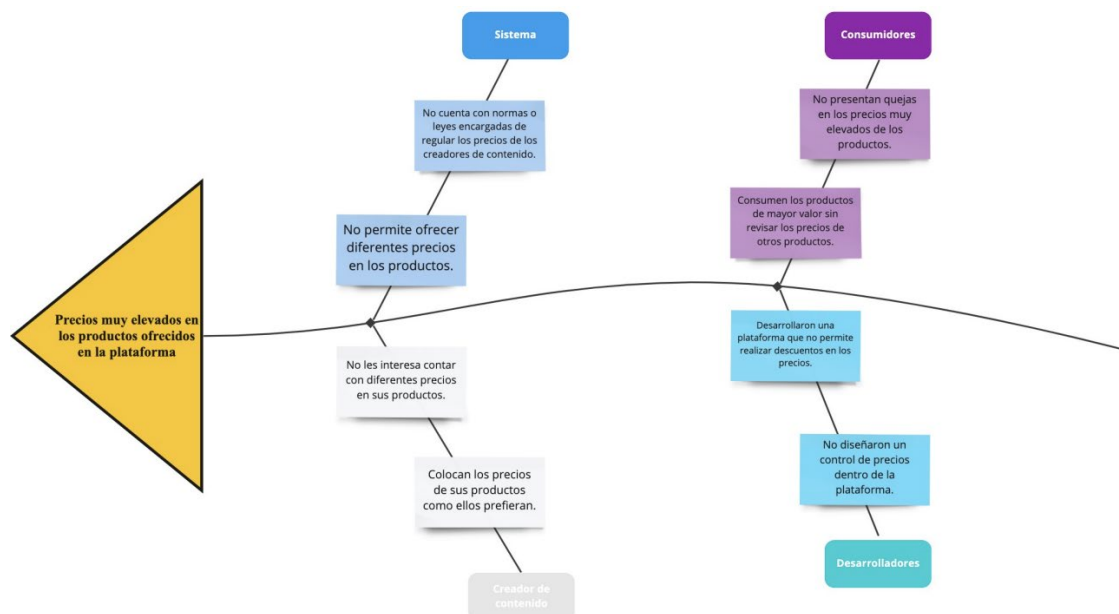 Sistema
Consumidores
No cuenta con normas o
leyes encargadas de
regular los precios de los
creadores de contenido.
No presentan quejas
en los precios muy
elevados de los
productos.
No permite ofrecer
diferentes precios
en los productos.
Consumen los productos
de mayor valor sin
revisar los precios de
otros productos.
Precios muy elevados en
los productos ofrecidos
en la plataforma
No les interesa contar
con diferentes precios
en sus productos.
Desarrollaron una
plataforma que no permite
realizar descuentos en los
precios.
Colocan los precios
de sus productos
como ellos prefieran.
No diseñaron un
control de precios
dentro de la
plataforma.
Creador de
contenido
Desarrolladores